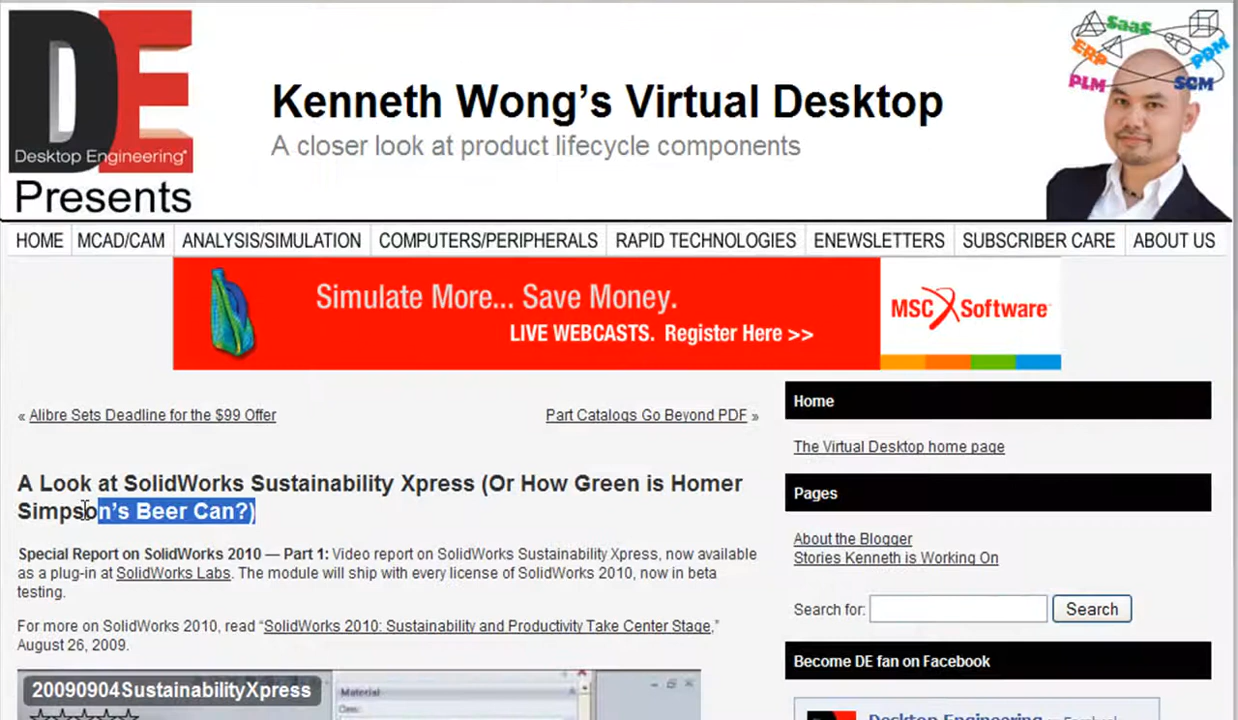 DE
Desktop Engineering®
Presents
Kenneth Wong's Virtual Desktop
A closer look at product lifecycle components
SaaS
ERP
PDM
PLM
SCM
HOME MCAD/CAM ANALYSIS/SIMULATION COMPUTERS/PERIPHERALS RAPID TECHNOLOGIES ENEWSLETTERS SUBSCRIBER CARE ABOUT US
Simulate More... Save Money.
LIVE WEBCASTS. Register Here >>
MSC Software
« Alibre Sets Deadline for the $99 Offer
Part Catalogs Go Beyond PDF »
A Look at SolidWorks Sustainability Xpress (Or How Green is Homer
Simpson's Beer Can?)
Special Report on SolidWorks 2010 — Part 1: Video report on SolidWorks Sustainability Xpress, now available
as a plug-in at SolidWorks Labs. The module will ship with every license of SolidWorks 2010, now in beta
testing.
For more on SolidWorks 2010, read “SolidWorks 2010: Sustainability and Productivity Take Center Stage,”
August 26, 2009.
20090904SustainabilityXpress
Material
Home
The Virtual Desktop home page
Pages
About the Blogger
Stories Kenneth is Working On
Search for:
Search
Become DE fan on Facebook
Desktop Engineering